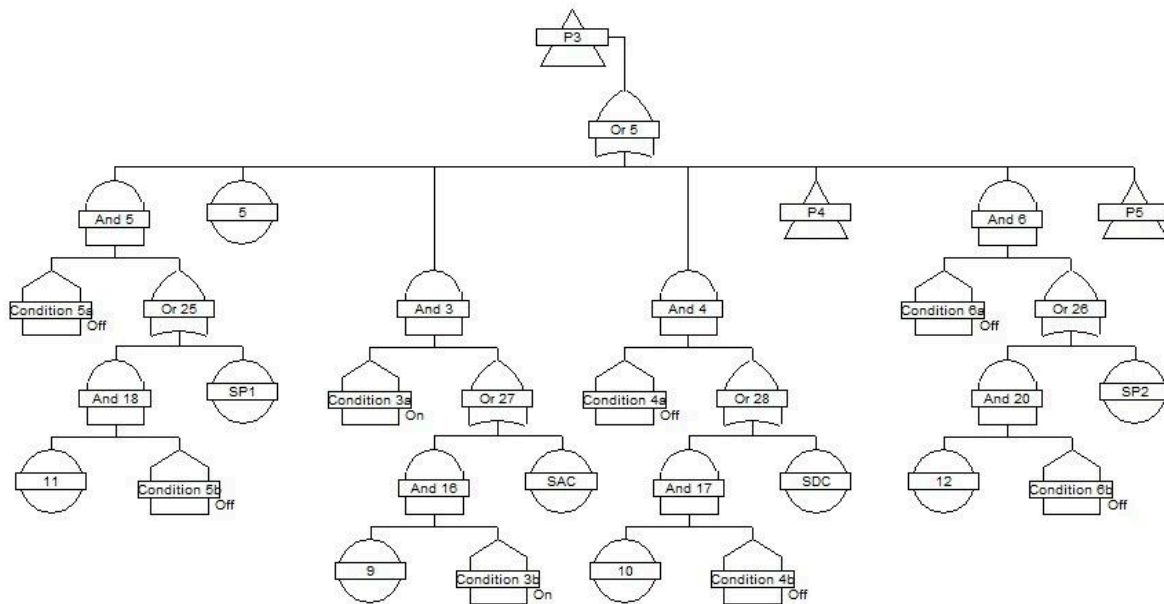 P3
Or 5
And 5
5
P4
And 6
P5
Condition 5a
Off
Or 25
And 3
And 4
Condition 6a
Off
Or 26
And 18
SP1
Condition 3a
On
Or 27
Condition 4a
Off
Or 28
And 20
SP2
11
Condition 5b
Off
And 16
SAC
And 17
SDC
12
Condition 6b
Off
9
Condition 3b
On
10
Condition 4b
Off